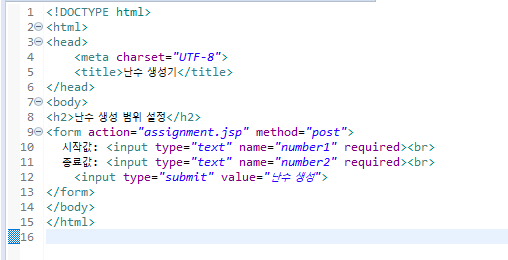 1 <!DOCTYPE html>
2 <html>
3 <head>
4     <meta charset="UTF-8">
5     <title>난수 생성기</title>
6 </head>
7 <body>
8 <h2>난수 생성 범위 설정</h2>
9 <form action="assignment.jsp" method="post">
10   시작값: <input type="text" name="number1" required><br>
11   종료값: <input type="text" name="number2" required><br>
12     <input type="submit" value="난수 생성">
13 </form>
14 </body>
15 </html>
16